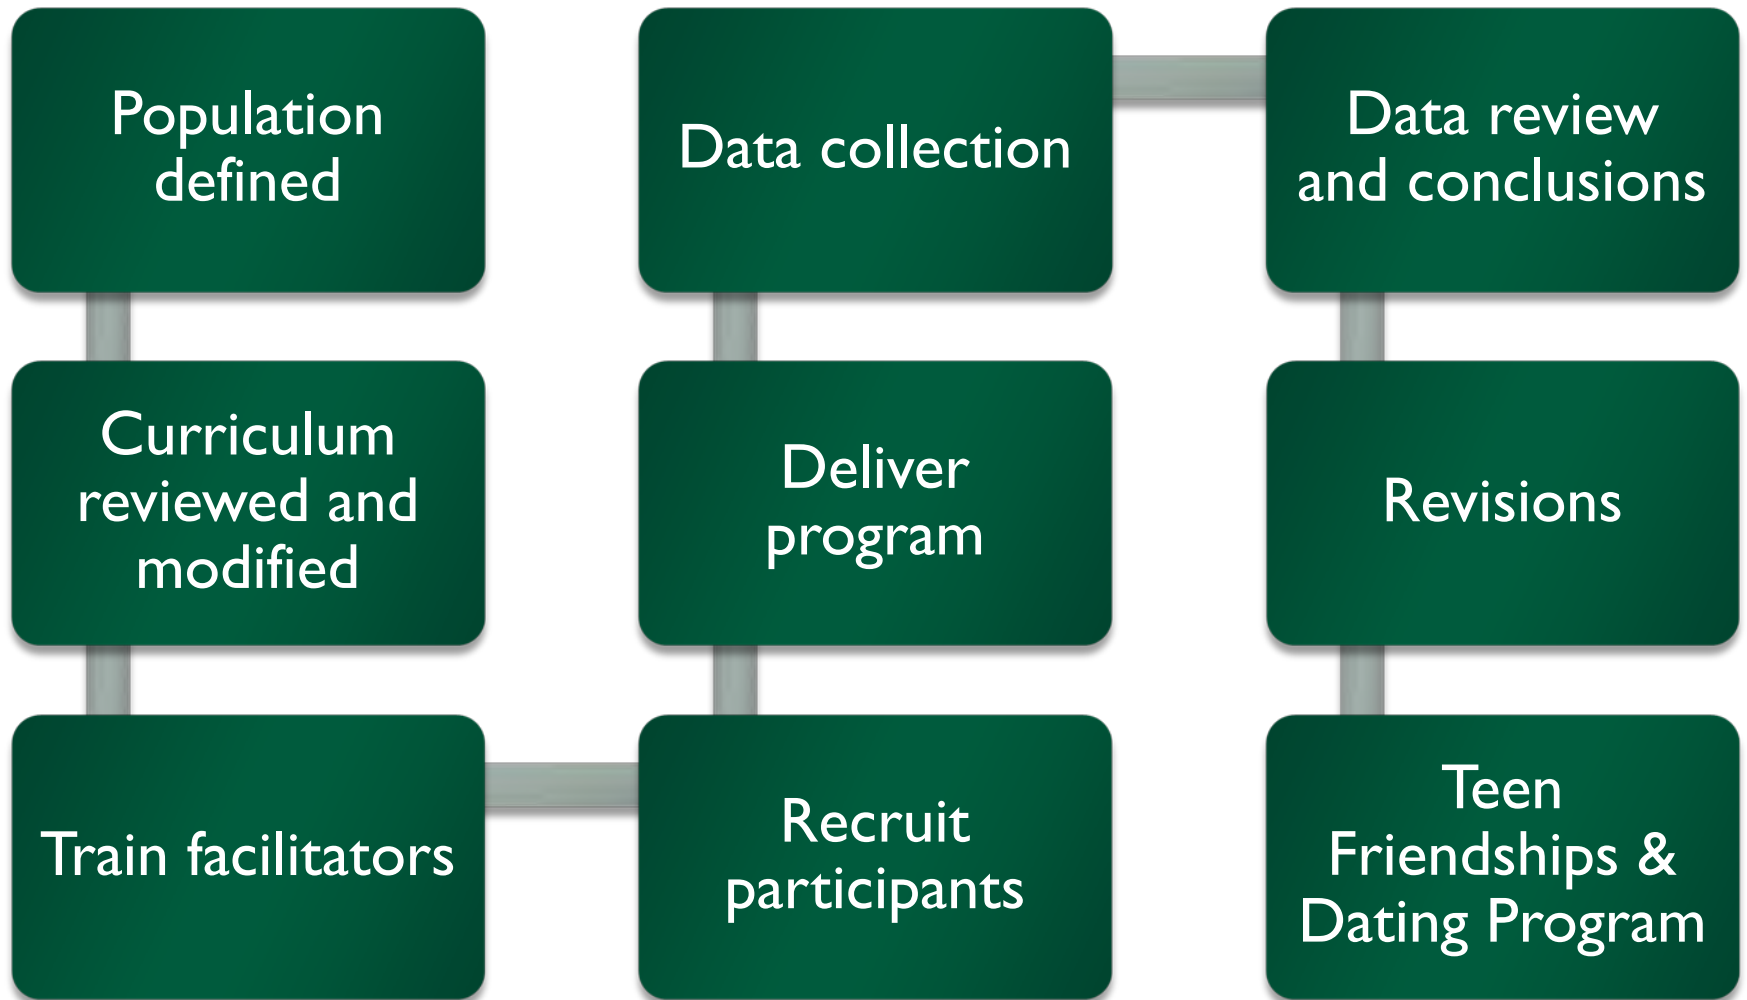 Population
defined
Curriculum
reviewed and
modified
Train facilitators
Recruit
participants
Deliver
program
Data collection
Data review
and conclusions
Revisions
Teen
Friendships &
Dating Program